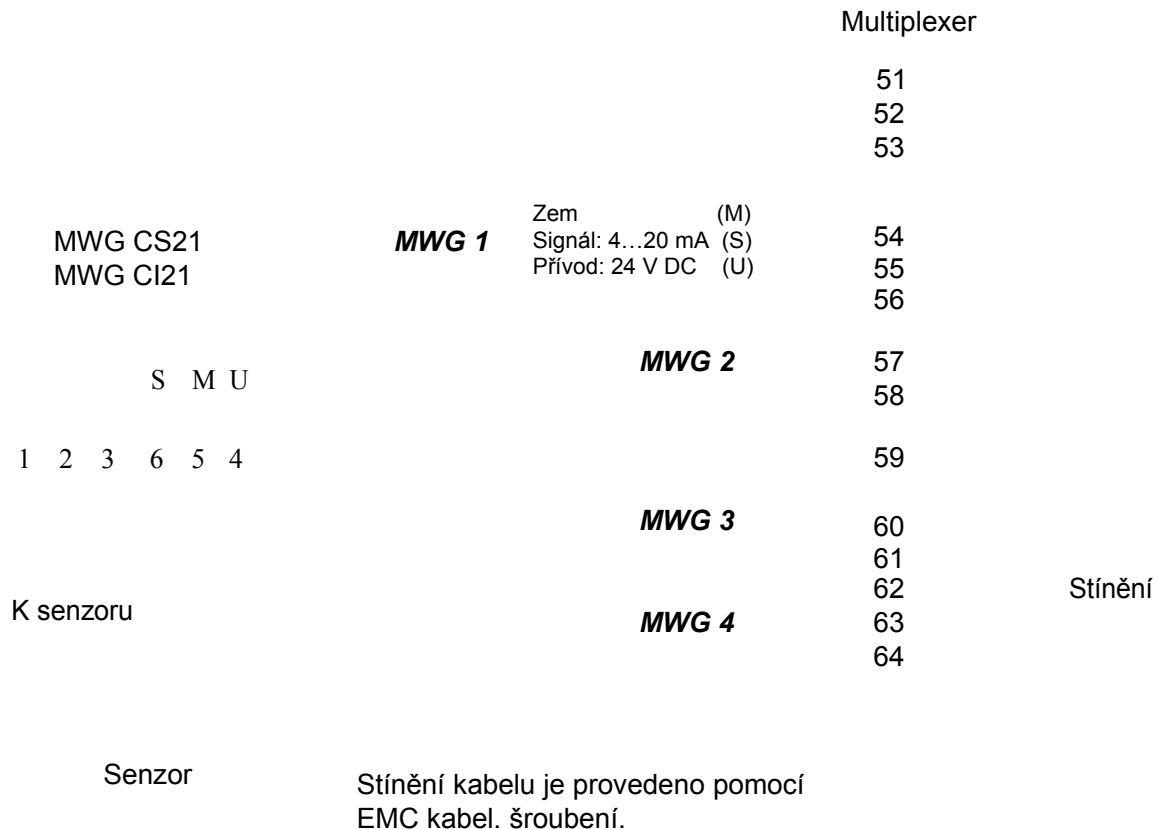 Multiplexer
51
52
53
Zem (M)
MWG CS21 MWG 1 Signál: 4…20 mA (S) 54
MWG CI21 Přívod: 24 V DC (U) 55
56
MWG 2 57
S M U 58
1 2 3 6 5 4 59
MWG 3 60
61
62 Stínění
K senzoru MWG 4 63
64
Senzor Stínění kabelu je provedeno pomocí
EMC kabel. šroubení.